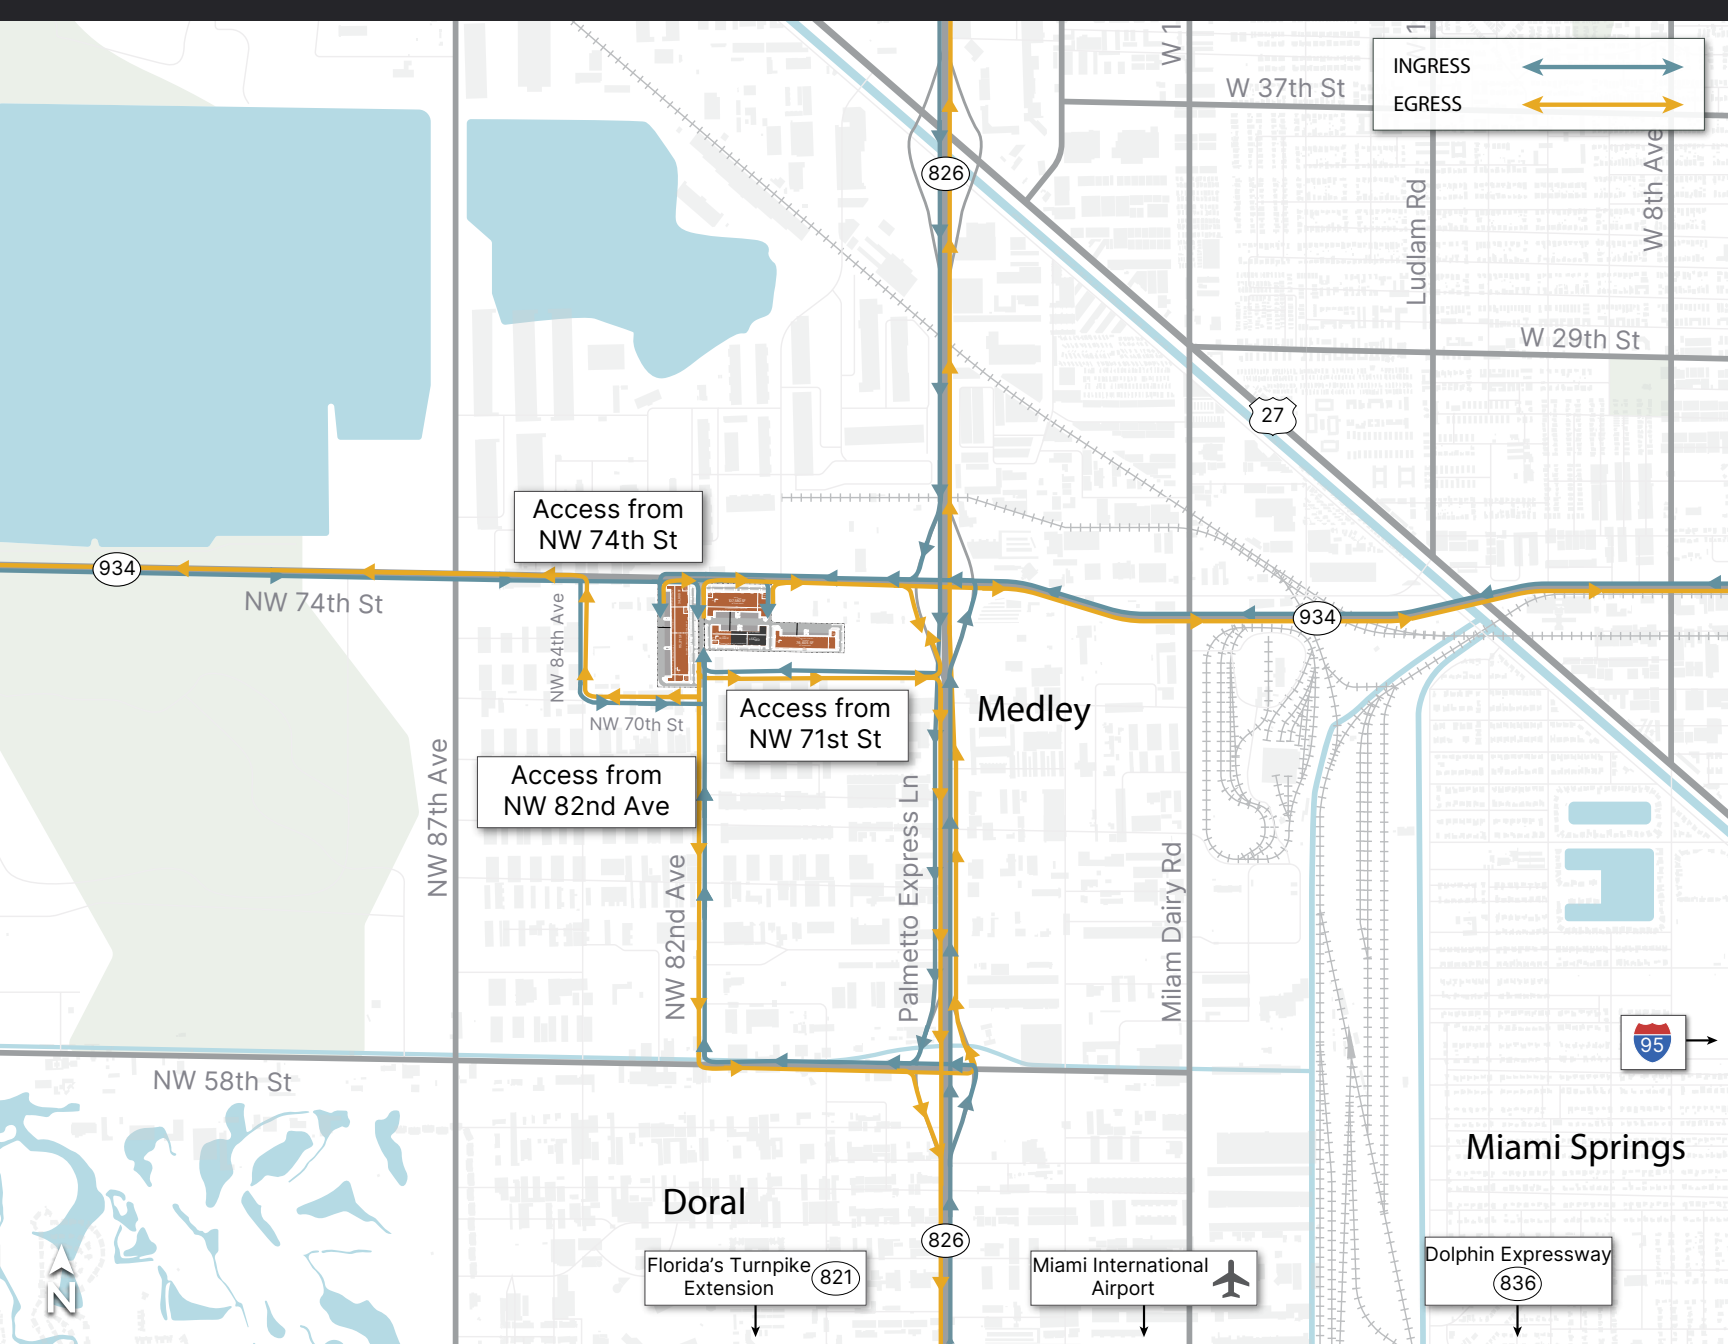 W 1
W 1
INGRESS
EGRESS
W 37th St
W 8th Ave
826
Ludlam Rd
W 29th St
27
Access from
NW 74th St
934
NW 74th St
NW 84th Ave
934
Medley
Access from
NW 71st St
NW 70th St
Access from
NW 82nd Ave
NW 87th Ave
NW 82nd Ave
Palmetto Express Ln
Milam Dairy Rd
95
NW 58th St
Miami Springs
Doral
826
Florida's Turnpike
Extension
821
Miami International
Airport
Dolphin Expressway
836
N